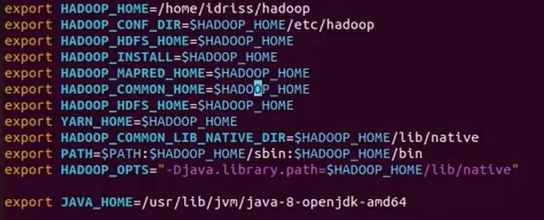 export HADOOP_HOME=/home/idriss/hadoop
export HADOOP_CONF_DIR=$HADOOP_HOME/etc/hadoop
export HADOOP_HDFS_HOME=$HADOOP_HOME
export HADOOP_INSTALL=$HADOOP_HOME
export HADOOP_MAPRED_HOME=$HADOOP_HOME
export HADOOP_COMMON_HOME=$HADOOP_HOME
export HADOOP_HDFS_HOME=$HADOOP_HOME
export YARN_HOME=$HADOOP_HOME
export HADOOP_COMMON_LIB_NATIVE_DIR=$HADOOP_HOME/lib/native
export PATH=$PATH:$HADOOP_HOME/sbin:$HADOOP_HOME/bin
export HADOOP_OPTS="-Djava.library.path=$HADOOP_HOME/lib/native"
export JAVA_HOME=/usr/lib/jvm/java-8-openjdk-amd64